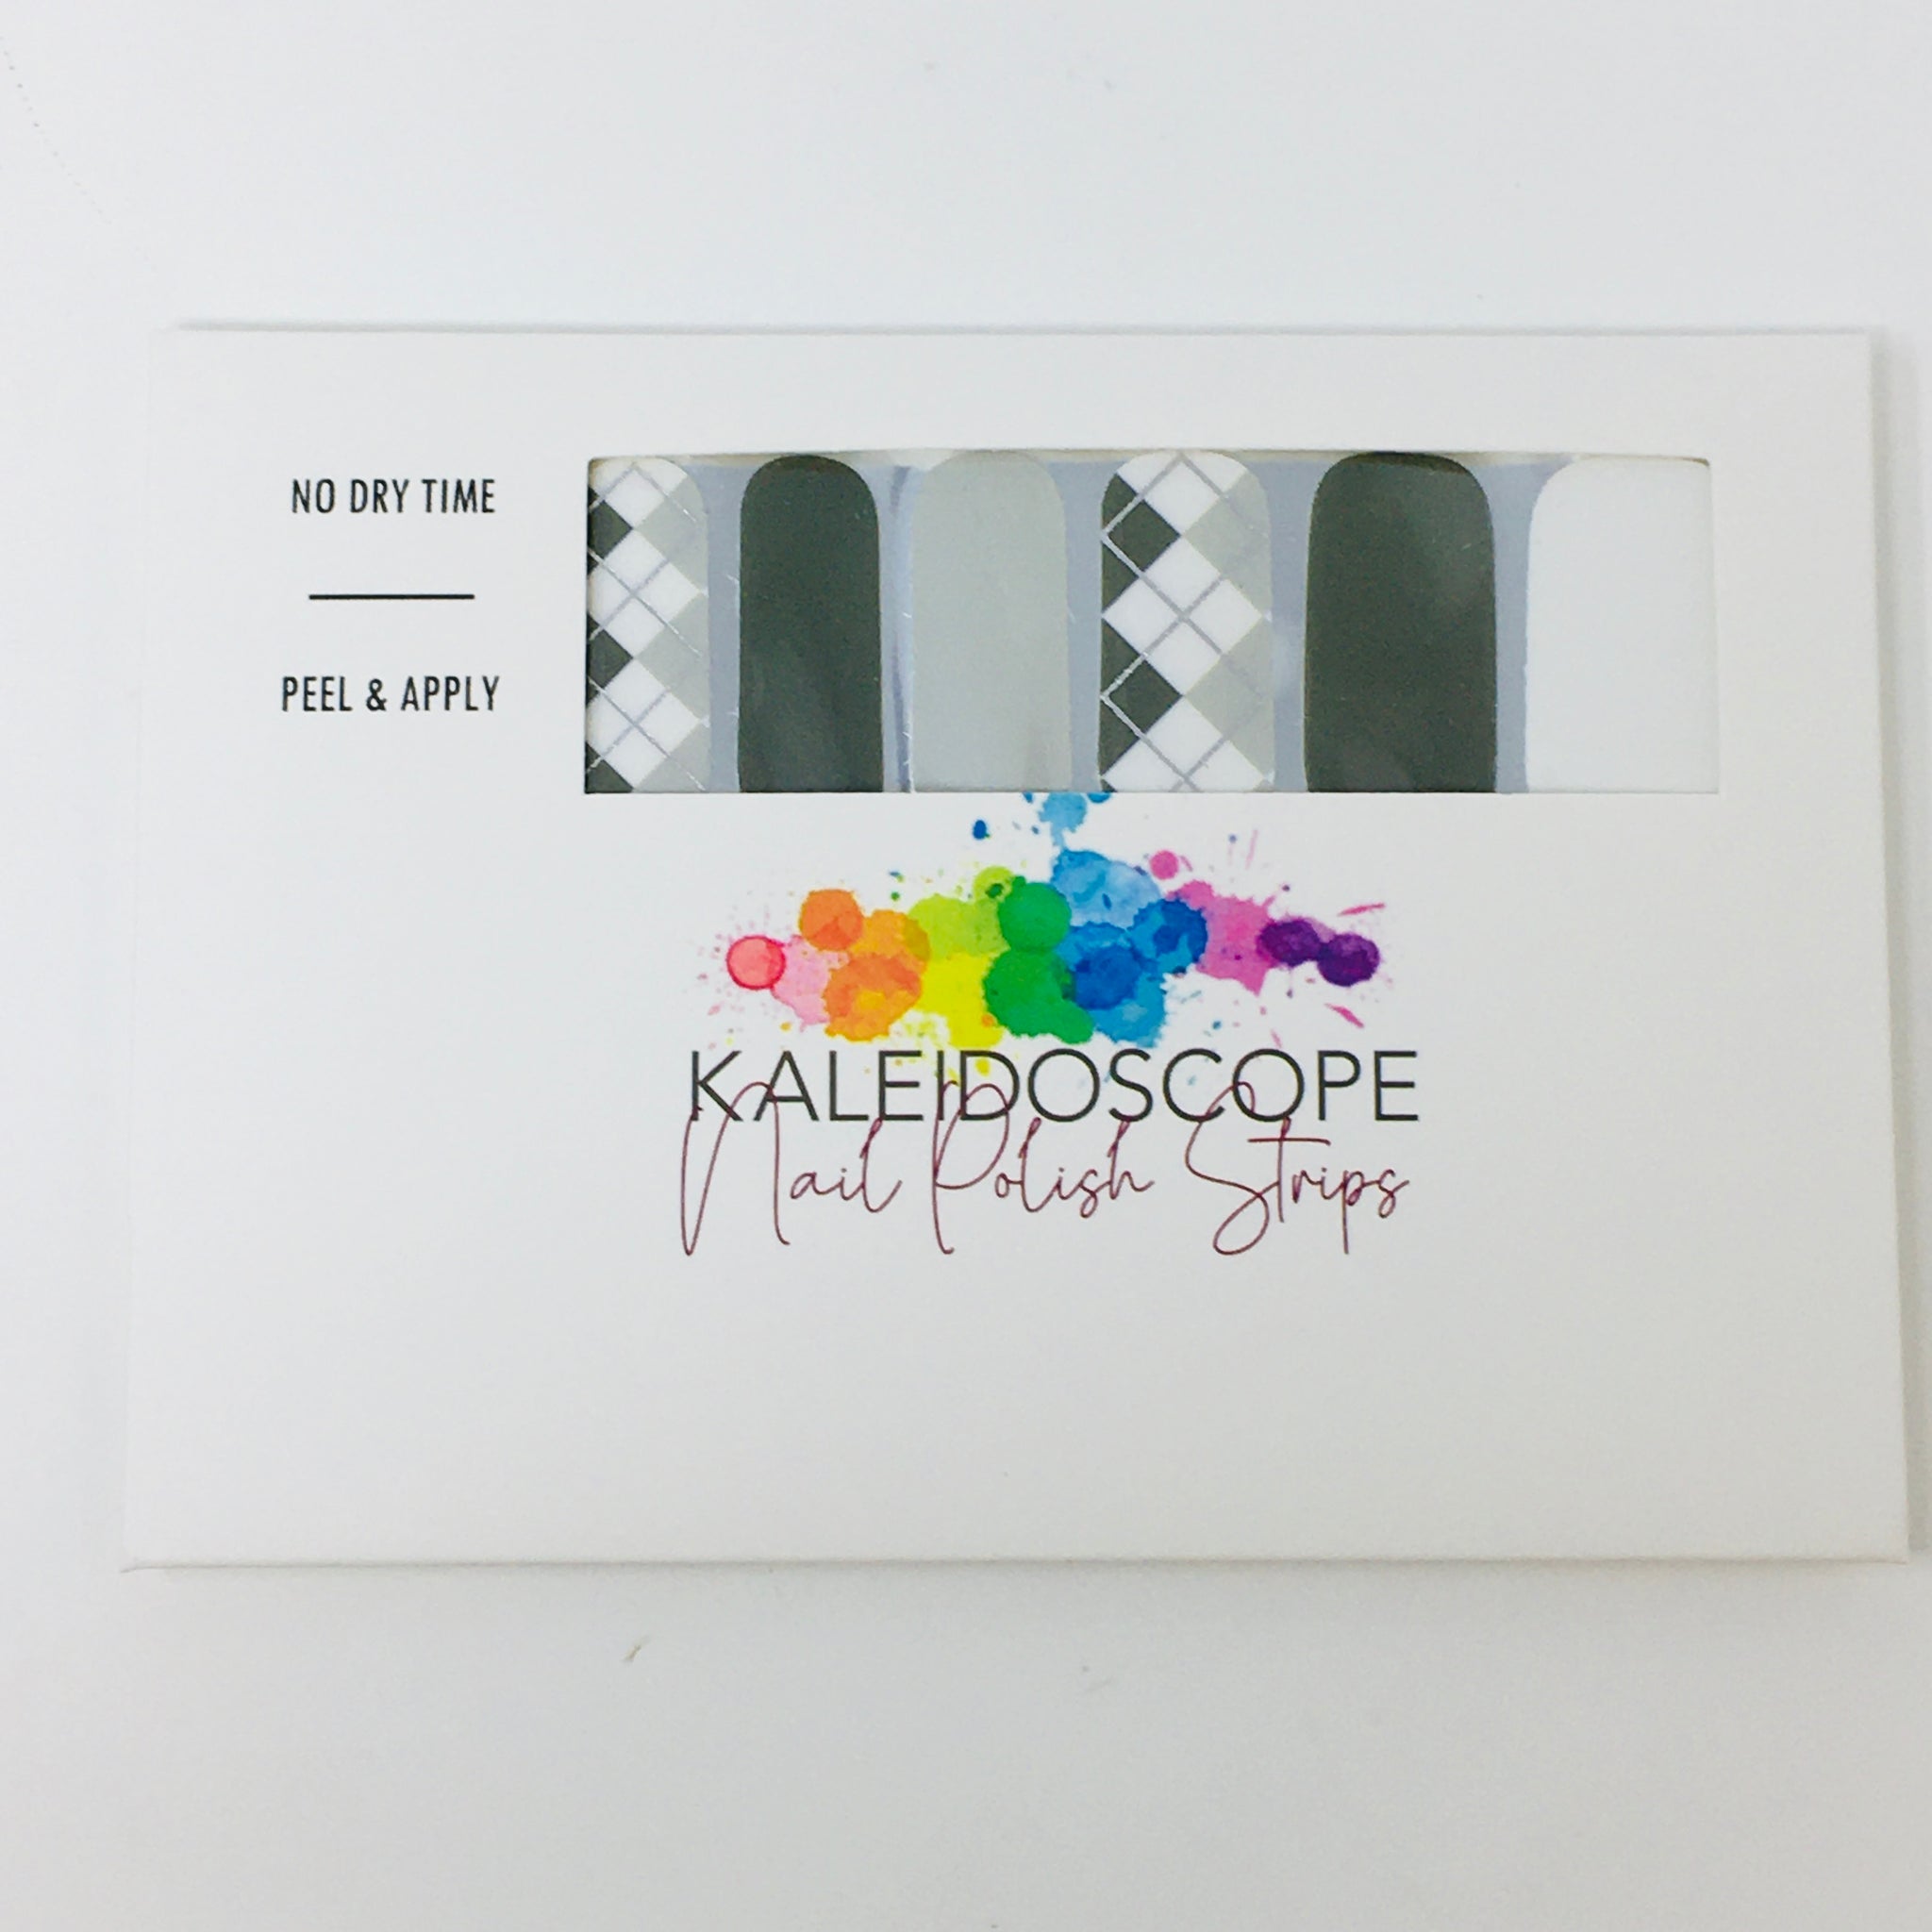 NO DRY TIME
PEEL & APPLY
KALEIDOSCOPE
Nail Polish Strips